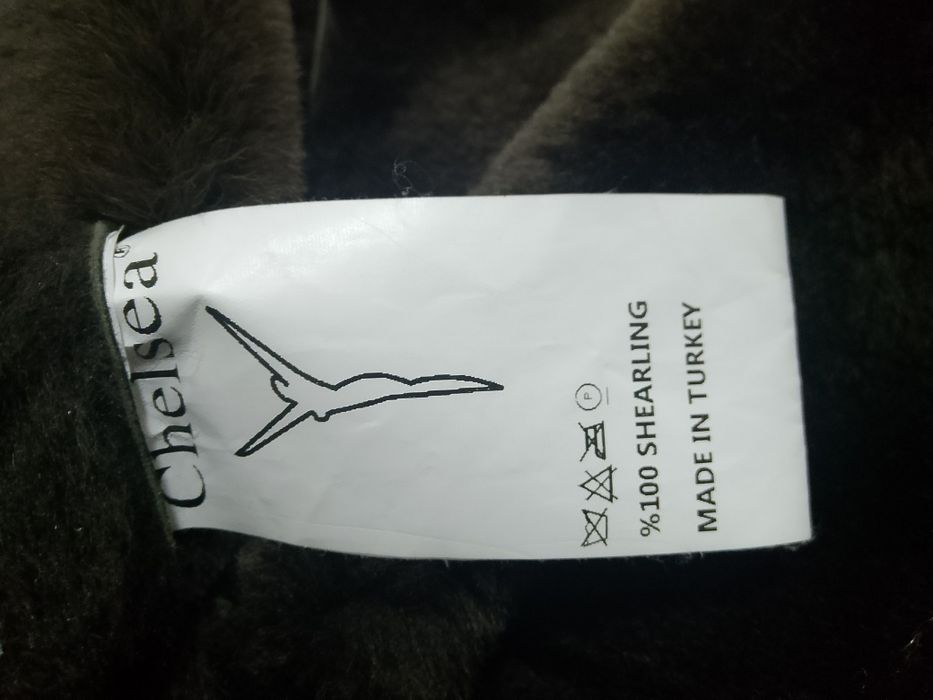 Chelsea®
P
%100 SHEARLING
MADE IN TURKEY